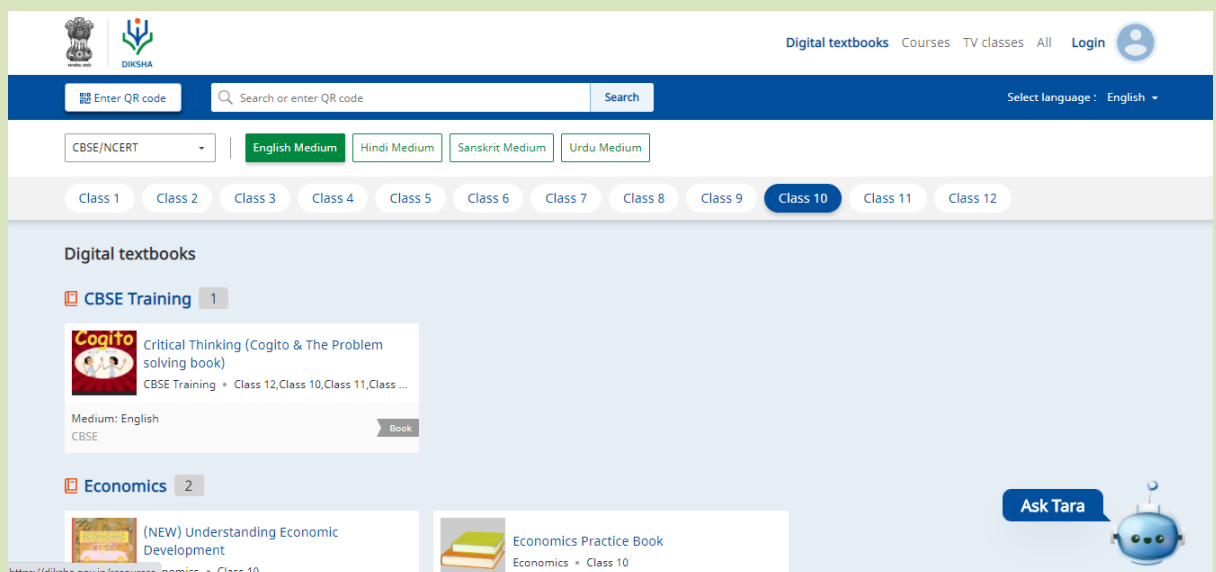 DIKSHA
Digital textbooks Courses TV classes All Login
Enter QR code
Search or enter QR code
Search
Select language : English
CBSE/NCERT
English Medium
Hindi Medium
Sanskrit Medium
Urdu Medium
Class 1 Class 2 Class 3 Class 4 Class 5 Class 6 Class 7 Class 8 Class 9 Class 10 Class 11 Class 12
Digital textbooks
CBSE Training 1
Cogito
Critical Thinking (Cogito & The Problem
solving book)
CBSE Training • Class 12,Class 10,Class 11,Class ...
Medium: English
CBSE
Book
Economics 2
(NEW) Understanding Economic
Development
Economics Practice Book
Economics • Class 10
Ask Tara